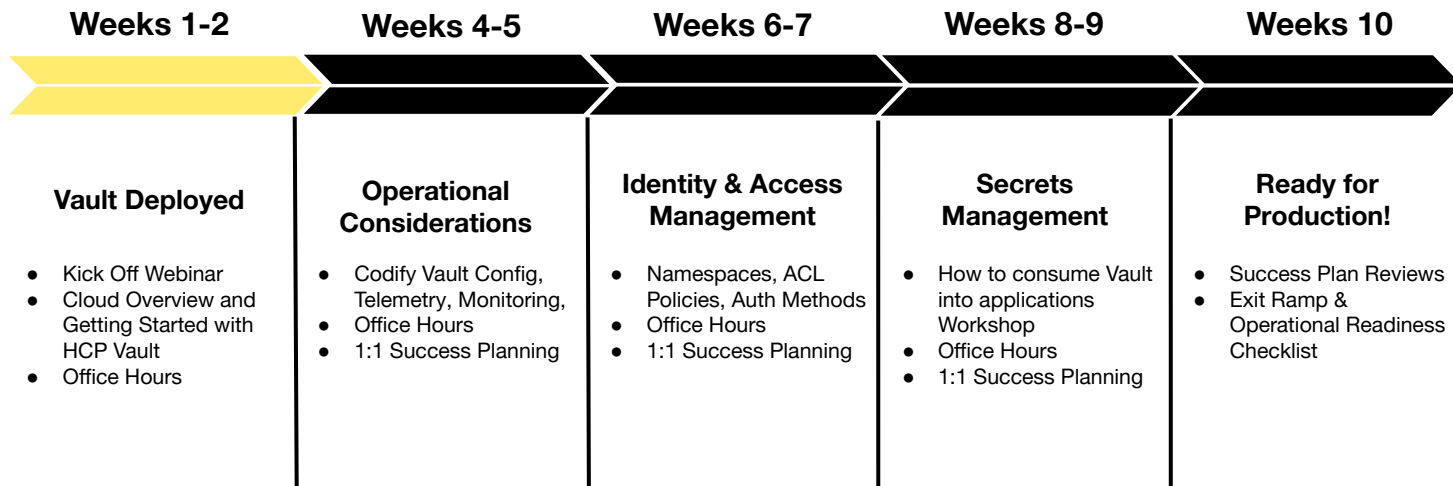 Weeks 1-2
Weeks 4-5
Weeks 6-7
Weeks 8-9
Weeks 10
Vault Deployed
● Kick Off Webinar
● Cloud Overview and
Getting Started with
HCP Vault
● Office Hours
Operational
Considerations
● Codify Vault Config,
Telemetry, Monitoring,
● Office Hours
● 1:1 Success Planning
Identity & Access
Management
● Namespaces, ACL
Policies, Auth Methods
● Office Hours
● 1:1 Success Planning
Secrets
Management
● How to consume Vault
into applications
Workshop
● Office Hours
● 1:1 Success Planning
Ready for
Production!
● Success Plan Reviews
● Exit Ramp &
Operational Readiness
Checklist